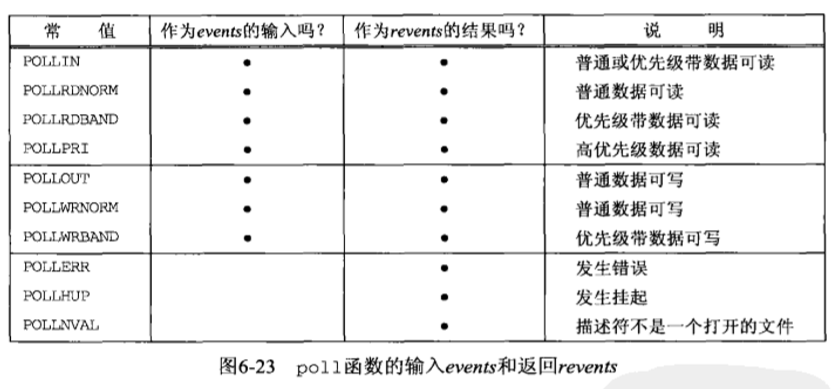 常 值 作为events的输入吗? 作为revents的结果吗? 说 明
POLLIN • • 普通或优先级带数据可读
POLLRDNORM • • 普通数据可读
POLLRDBAND • • 优先级带数据可读
POLLPRI • • 高优先级数据可读
POLLOUT • • 普通数据可写
POLLWRNORM • • 普通数据可写
POLLWRBAND • • 优先级带数据可写
POLLERR • 发生错误
POLLHUP • 发生挂起
POLLNVAL • 描述符不是一个打开的文件
图6-23 poll函数的输入events和返回revents